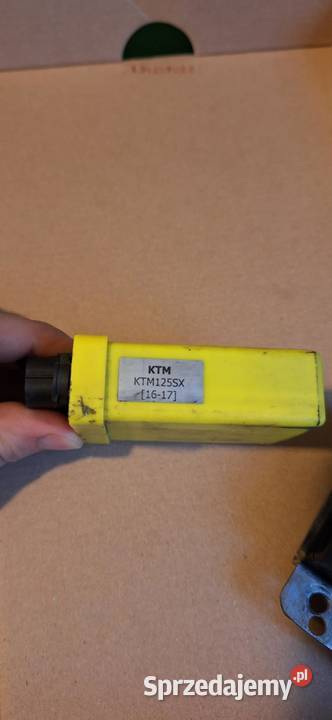 KTM
KTM125SX
[16-17]
Sprzedajemy.pl